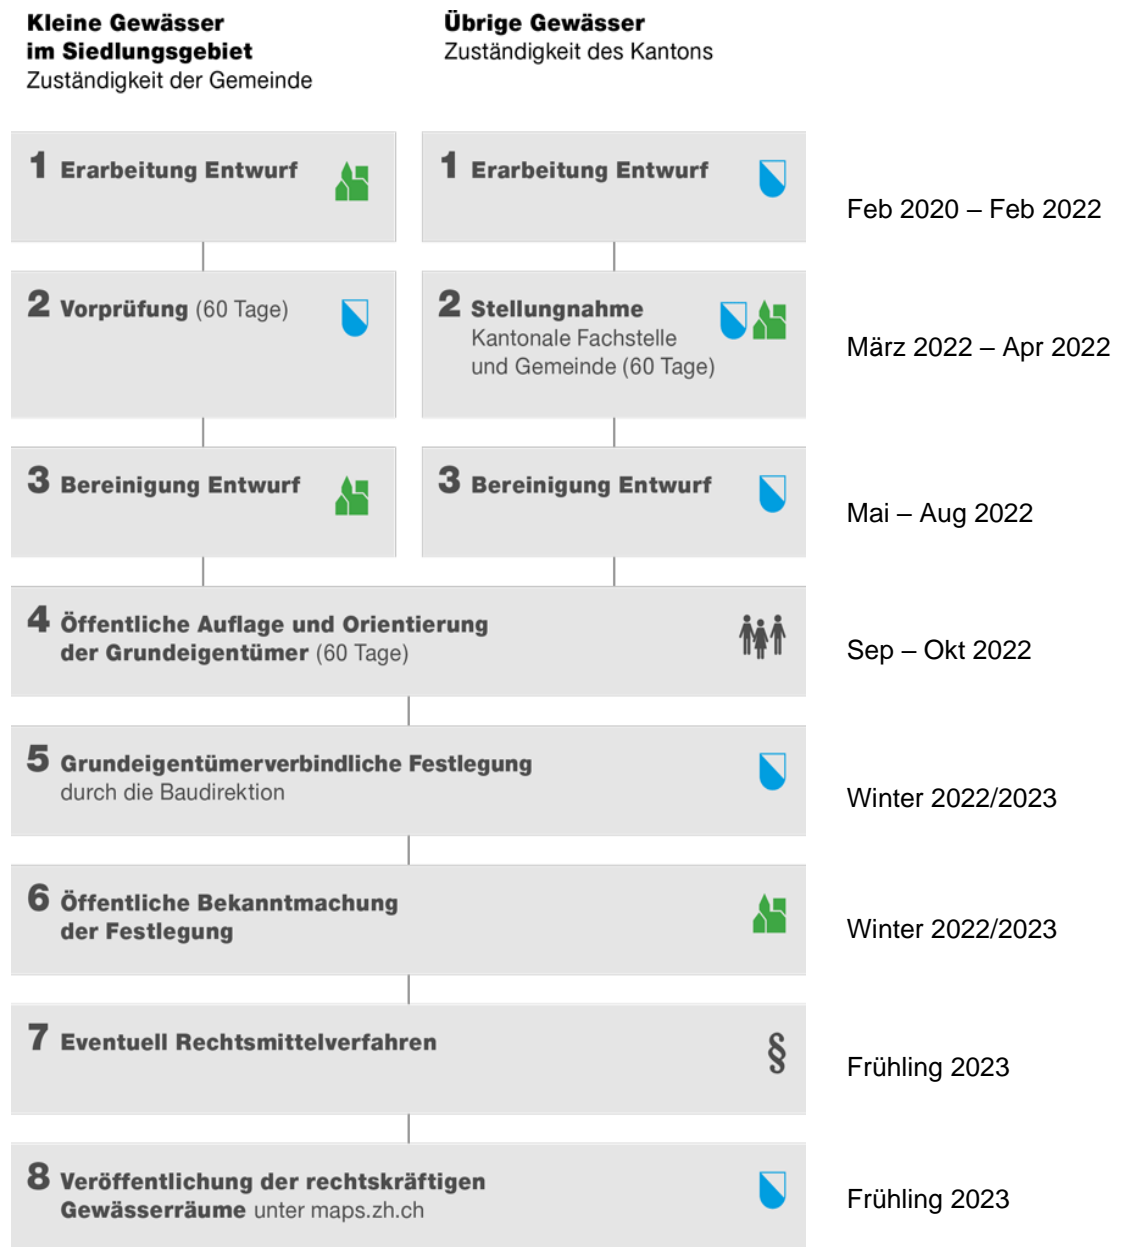 Kleine Gewässer
im Siedlungsgebiet
Zuständigkeit der Gemeinde
Übrige Gewässer
Zuständigkeit des Kantons
1 Erarbeitung Entwurf
1 Erarbeitung Entwurf
Feb 2020 – Feb 2022
2 Vorprüfung (60 Tage)
2 Stellungnahme
Kantonale Fachstelle
und Gemeinde (60 Tage)
März 2022 – Apr 2022
3 Bereinigung Entwurf
3 Bereinigung Entwurf
Mai – Aug 2022
4 Öffentliche Auflage und Orientierung
der Grundeigentümer (60 Tage)
Sep – Okt 2022
5 Grundeigentümerverbindliche Festlegung
durch die Baudirektion
Winter 2022/2023
6 Öffentliche Bekanntmachung
der Festlegung
Winter 2022/2023
7 Eventuell Rechtsmittelverfahren
§
Frühling 2023
8 Veröffentlichung der rechtskräftigen
Gewässerräume unter maps.zh.ch
Frühling 2023